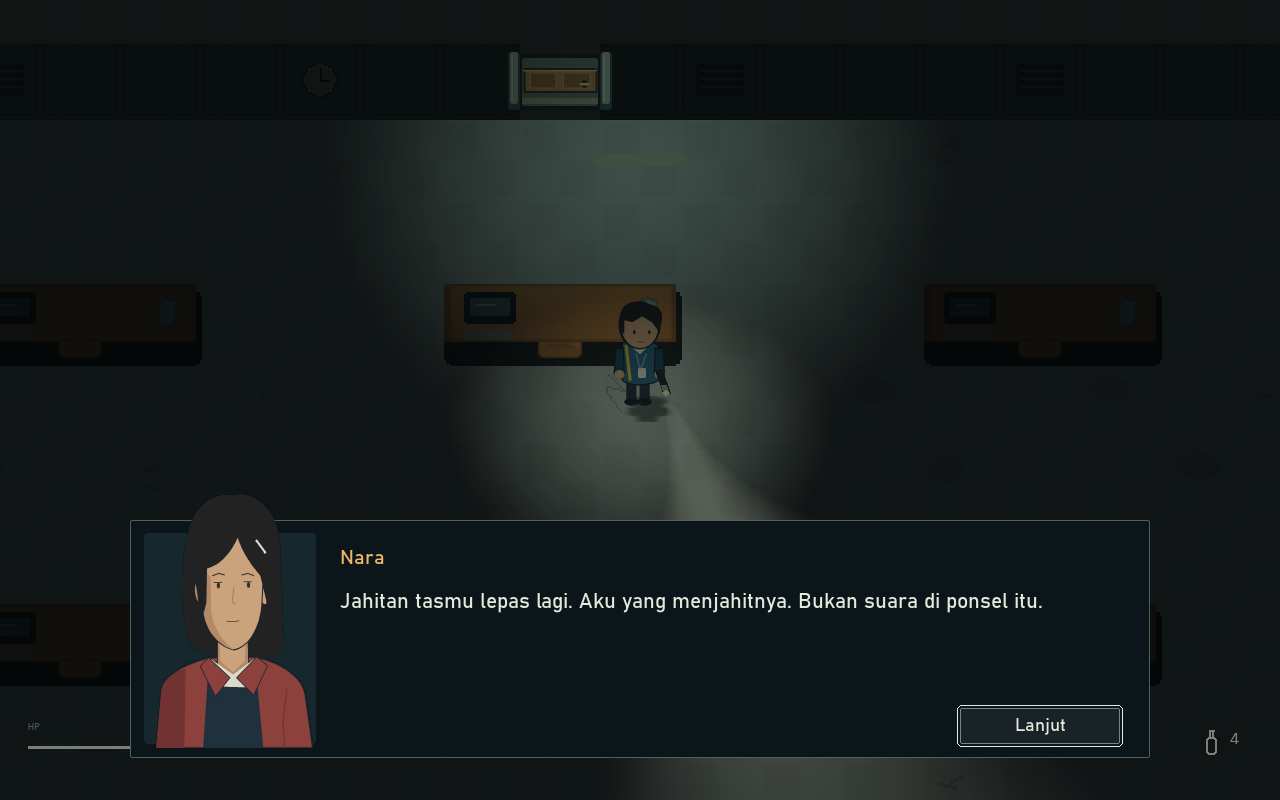 Nara
Jahitan tasmu lepas lagi. Aku yang menjahitnya. Bukan suara di ponsel itu.
Lanjut
HP
4